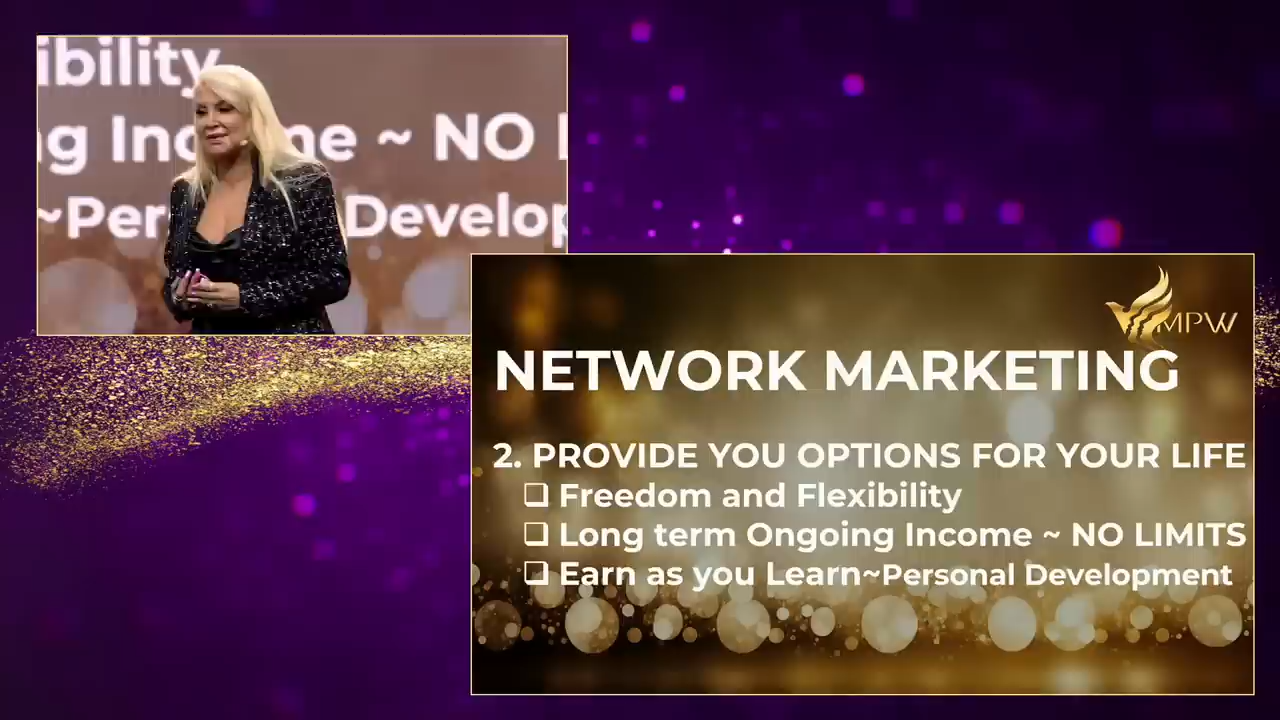 ibility
ng Income ~ NO
~Per Develop
MPW
NETWORK MARKETING
2. PROVIDE YOU OPTIONS FOR YOUR LIFE
❑ Freedom and Flexibility
❑ Long term Ongoing Income ~ NO LIMITS
❑ Earn as you Learn~Personal Development